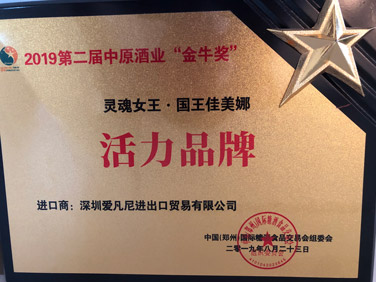 2019第二届中原酒业“金牛奖”
灵魂女王·国王佳美娜
活力品牌
进口商：深圳爱凡尼进出口贸易有限公司
中国(郑州)国际糖酒食品交易会组委会
二零一九年八月二十三日